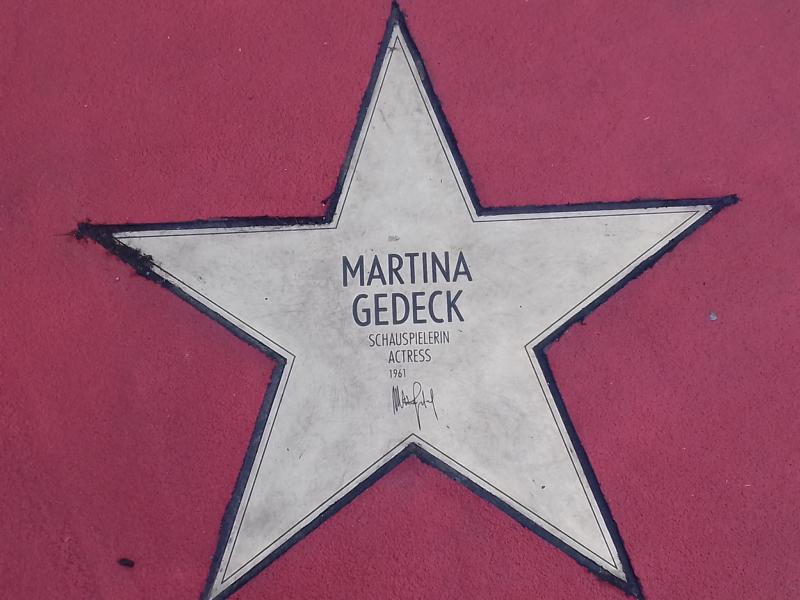 MARTINA
GEDECK
SCHAUSPIELERIN
ACTRESS
1961